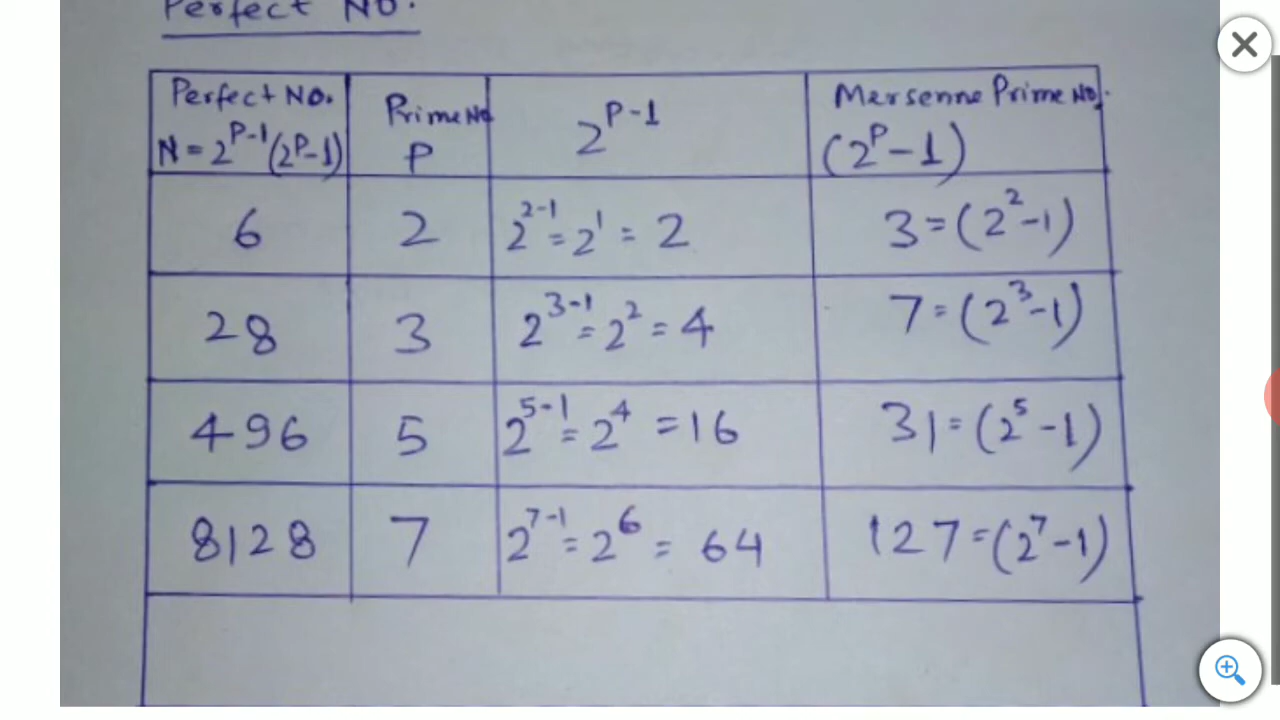 Perfect NO.
Perfect NO. Prime No Mersenne Prime No.
N = 2^P-1(2^P-1) P 2^P-1 (2^P-1)
6 2 2^2-1 = 2^1 = 2 3 = (2^2-1)
28 3 2^3-1 = 2^2 = 4 7 = (2^3-1)
496 5 2^5-1 = 2^4 = 16 31 = (2^5-1)
8128 7 2^7-1 = 2^6 = 64 127 = (2^7-1)